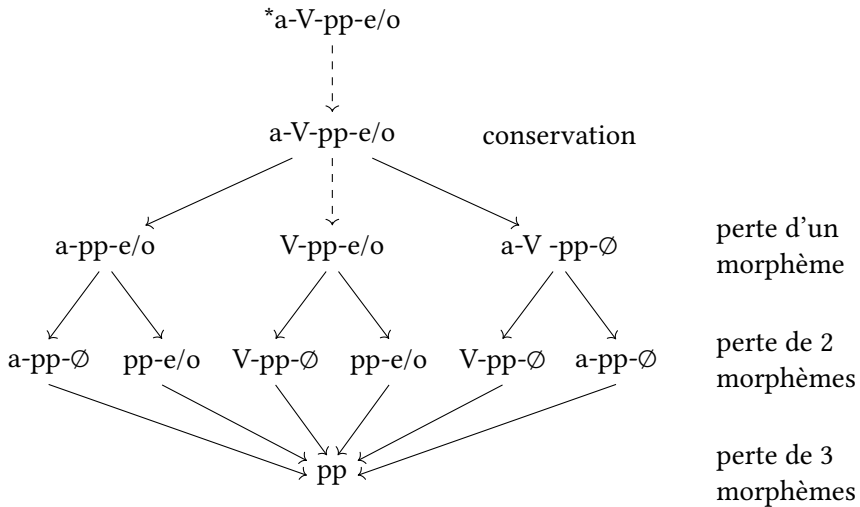 *a-V-pp-e/o
a-V-pp-e/o conservation
a-pp-e/o V-pp-e/o a-V -pp-∅ perte d'un
morphème
a-pp-∅ pp-e/o V-pp-∅ pp-e/o V-pp-∅ a-pp-∅ perte de 2
morphèmes
pp perte de 3
morphèmes